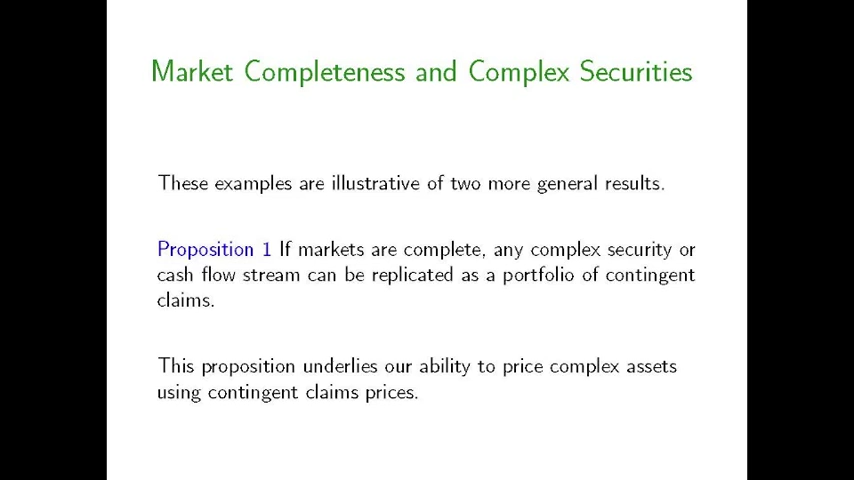 Market Completeness and Complex Securities
These examples are illustrative of two more general results.
Proposition 1 If markets are complete, any complex security or
cash flow stream can be replicated as a portfolio of contingent
claims.
This proposition underlies our ability to price complex assets
using contingent claims prices.